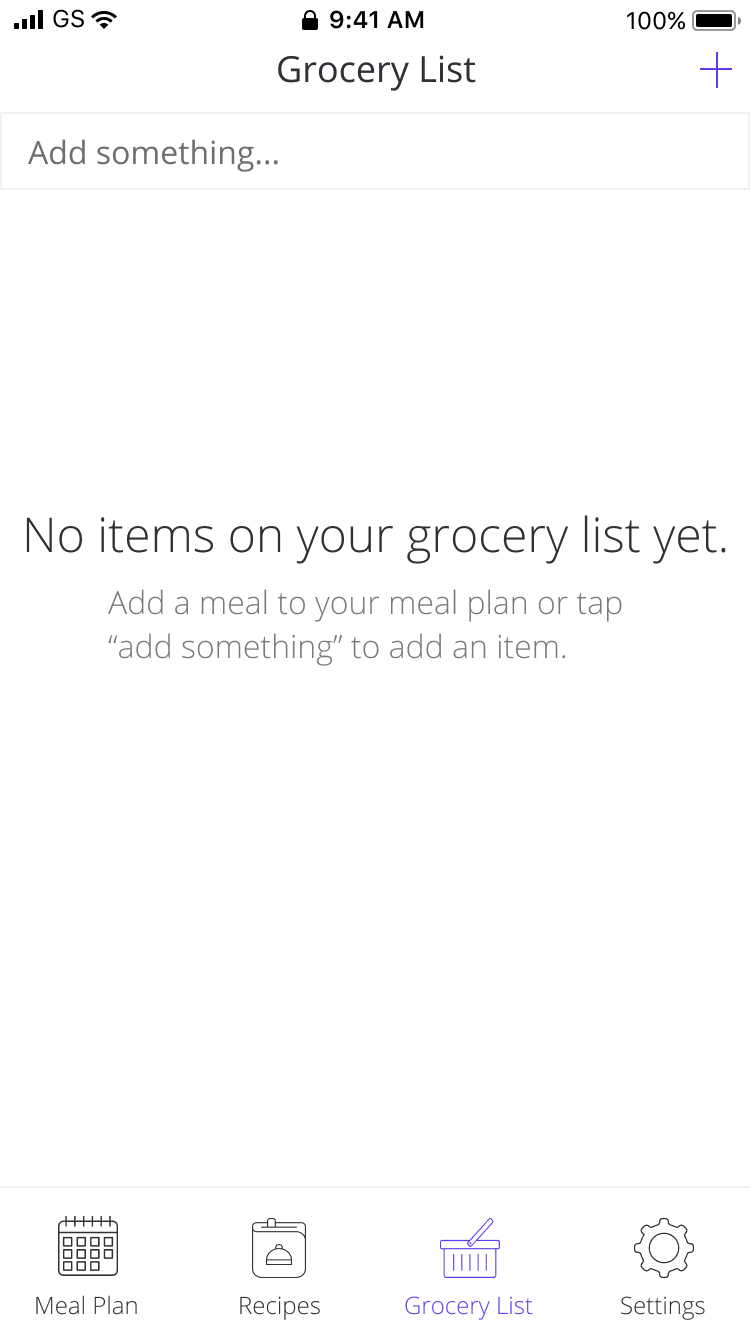 GS 9:41 AM 100%
Grocery List
Add something...
No items on your grocery list yet.
Add a meal to your meal plan or tap
“add something” to add an item.
Meal Plan Recipes Grocery List Settings